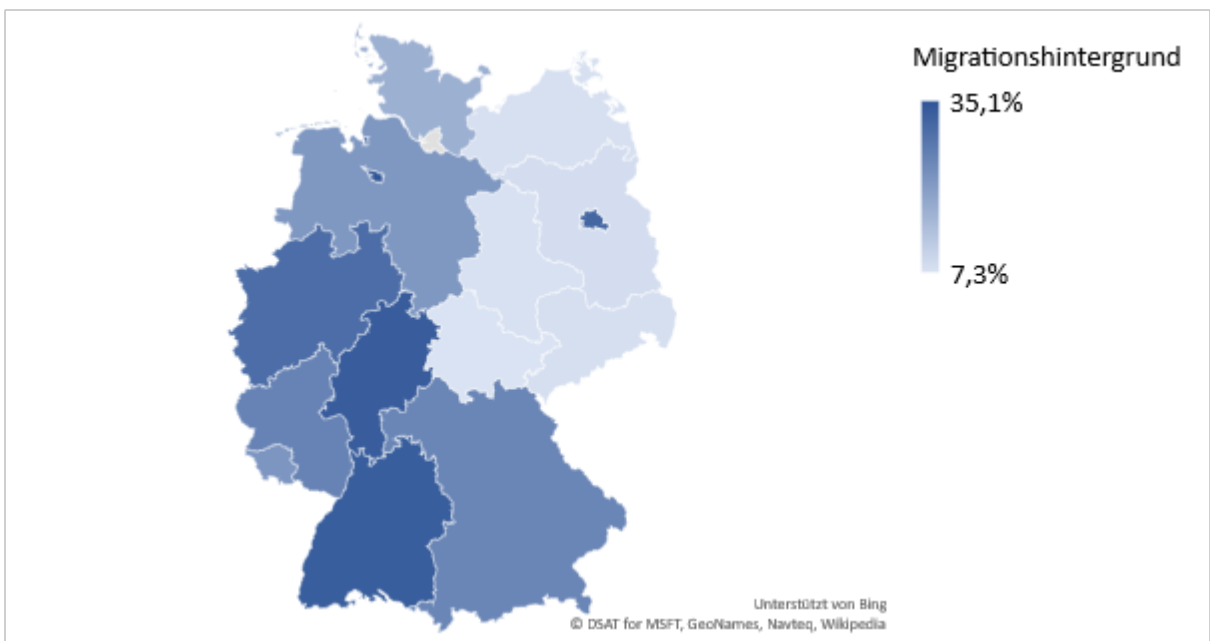 Migrationshintergrund
35,1%
7,3%
Unterstützt von Bing
© DSAT for MSFT, GeoNames, Navteq, Wikipedia